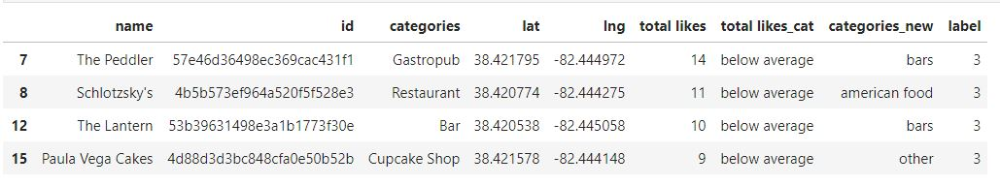 name id categories lat lng total likes total likes_cat categories_new label
7 The Peddler 57e46d36498ec369cac431f1 Gastropub 38.421795 -82.444972 14 below average bars 3
8 Schlotzsky's 4b5b573ef964a520f5f528e3 Restaurant 38.420774 -82.444275 11 below average american food 3
12 The Lantern 53b39631498e3a1b1773f30e Bar 38.420538 -82.445058 10 below average bars 3
15 Paula Vega Cakes 4d88d3d3bc848cfa0e50b52b Cupcake Shop 38.421578 -82.444148 9 below average other 3